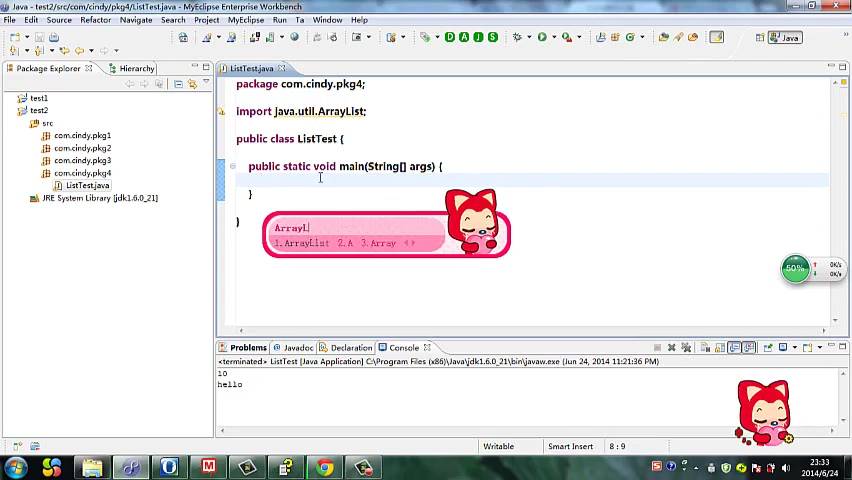 Java - test2/src/com/cindy/pkg4/ListTest.java - MyEclipse Enterprise Workbench
File Edit Source Refactor Navigate Search Project MyEclipse Run Ta Window Help
Java
Package Explorer Hierarchy
ListTest.java
test1
test2
src
com.cindy.pkg1
com.cindy.pkg2
com.cindy.pkg3
com.cindy.pkg4
ListTest.java
JRE System Library [jdk1.6.0_21]
package com.cindy.pkg4;
import java.util.ArrayList;
public class ListTest {
public static void main(String[] args) {
}
}
ArrayL
1.ArrayList 2.A 3.Array
50%
0K/s
0K/s
Problems Javadoc Declaration Console
<terminated> ListTest [Java Application] C:\Program Files (x86)\Java\jdk1.6.0_21\bin\javaw.exe (Jun 24, 2014 11:21:36 PM)
10
hello
Writable Smart Insert 8 : 9
23:33
2014/6/24